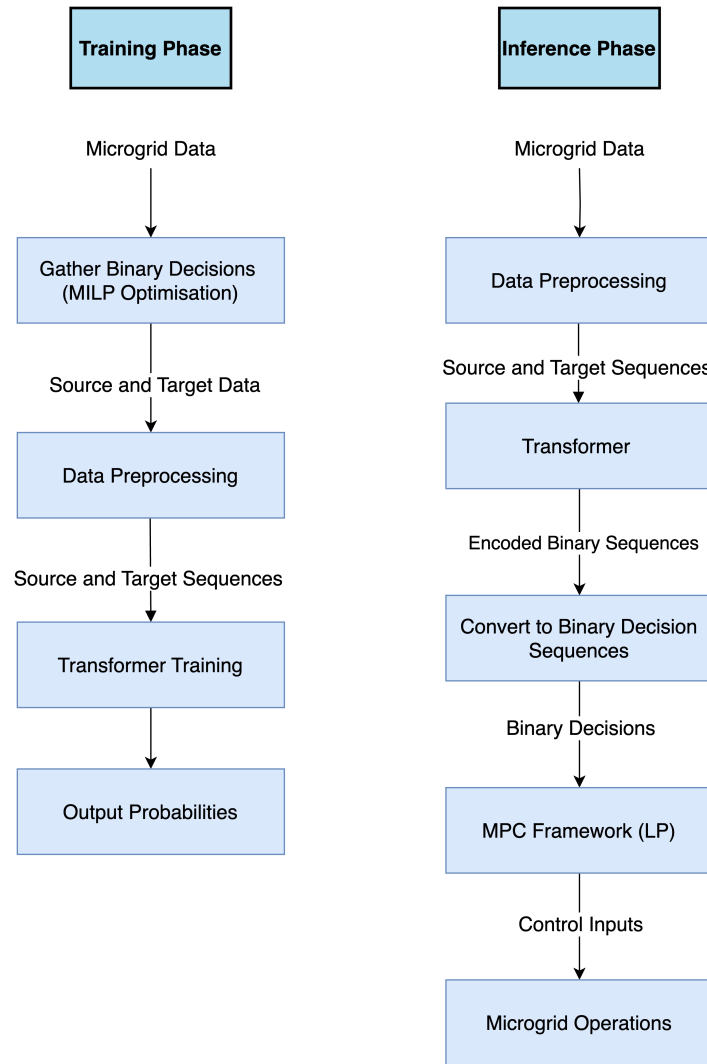 Training Phase
Microgrid Data
Gather Binary Decisions
(MILP Optimisation)
Source and Target Data
Data Preprocessing
Source and Target Sequences
Transformer Training
Output Probabilities
Inference Phase
Microgrid Data
Data Preprocessing
Source and Target Sequences
Transformer
Encoded Binary Sequences
Convert to Binary Decision
Sequences
Binary Decisions
MPC Framework (LP)
Control Inputs
Microgrid Operations